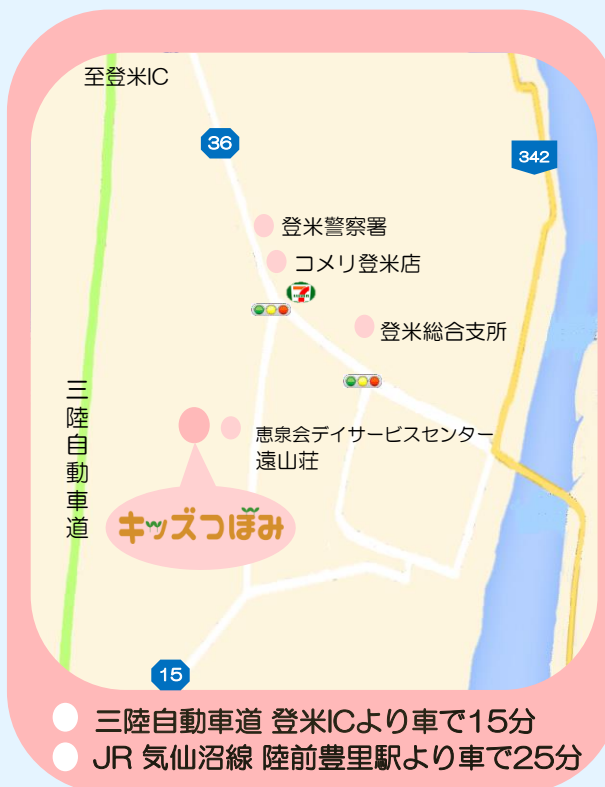 至登米IC
36
342
登米警察署
コメリ登米店
7
登米総合支所
三陸自動車道
恵泉会デイサービスセンター
遠山荘
キッズつぼみ
15
三陸自動車道 登米ICより車で15分
JR 気仙沼線 陸前豊里駅より車で25分